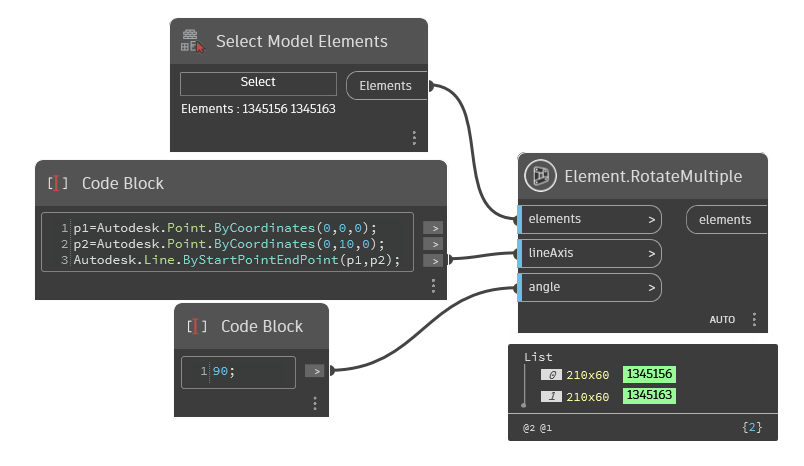 Select Model Elements
Select
Elements
Elements : 1345156 1345163
Code Block
1 p1=Autodesk.Point.ByCoordinates(0,0,0); >
2 p2=Autodesk.Point.ByCoordinates(0,10,0); >
3 Autodesk.Line.ByStartPointEndPoint(p1,p2); >
Code Block
1 90; >
Element.RotateMultiple
elements >
elements
lineAxis >
angle >
AUTO
List
0 210x60 1345156
1 210x60 1345163
@2 @1 {2}